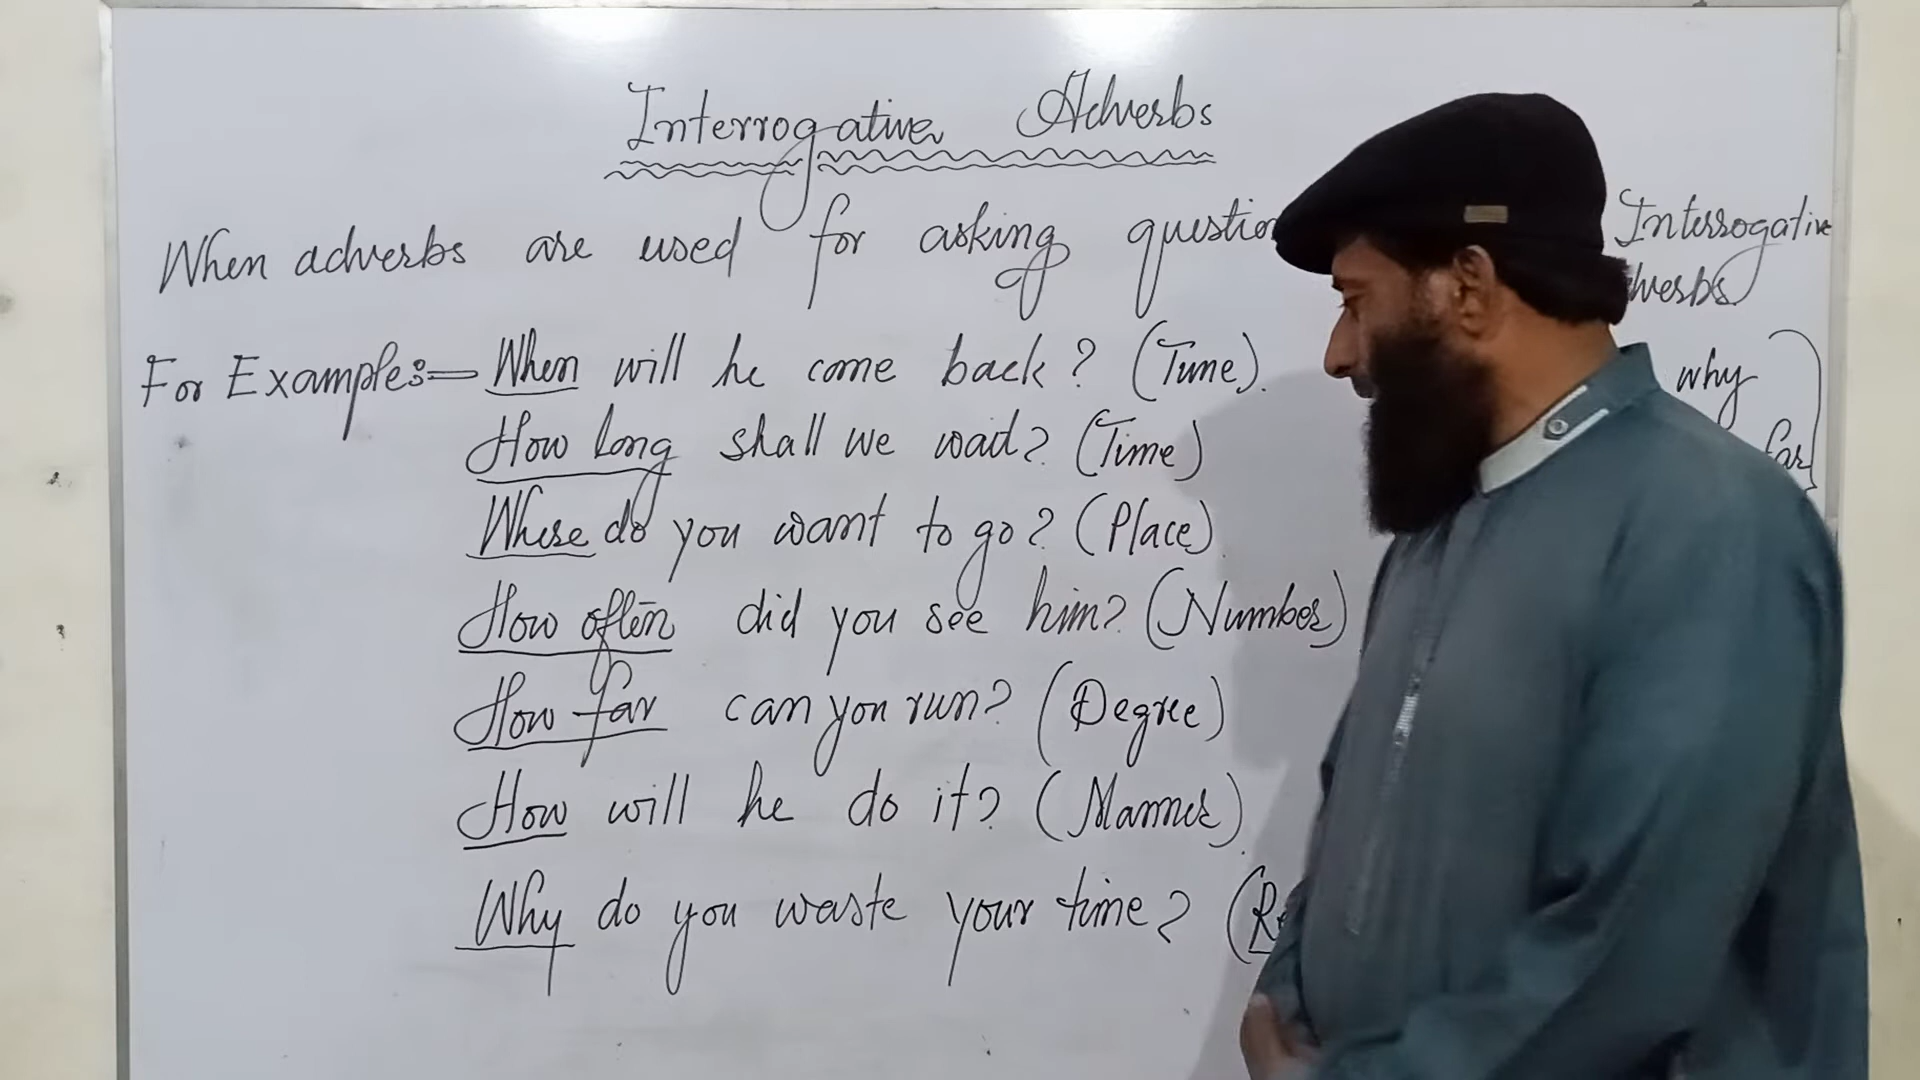 Interrogative Adverbs
When adverbs are used for asking question Interrogative
For Examples:- When will he come back? (Time). why
How long shall we wait? (Time) far
Where do you want to go? (Place)
How often did you see him? (Number)
How far can you run? (Degree)
How will he do it? (Manner)
Why do you waste your time?